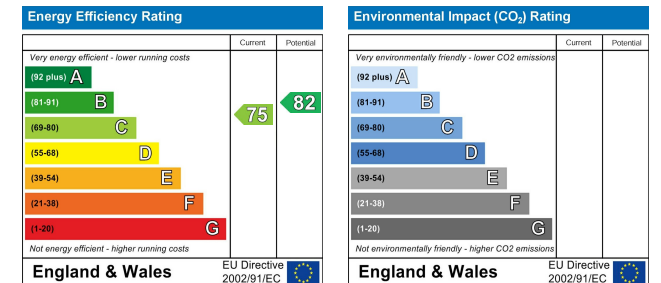 Energy Efficiency Rating
Current Potential
Very energy efficient - lower running costs
(92 plus) A
(81-91) B
(69-80) C
(55-68) D
(39-54) E
(21-38) F
(1-20) G
75
82
Not energy efficient - higher running costs
England & Wales
EU Directive
2002/91/EC
Environmental Impact (CO₂) Rating
Current Potential
Very environmentally friendly - lower CO2 emissions
(92 plus) A
(81-91) B
(69-80) C
(55-68) D
(39-54) E
(21-38) F
(1-20) G
Not environmentally friendly - higher CO2 emissions
England & Wales
EU Directive
2002/91/EC